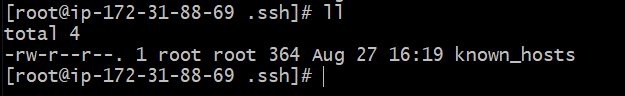 [root@ip-172-31-88-69 .ssh]# ll
total 4
-rw-r--r--. 1 root root 364 Aug 27 16:19 known_hosts
[root@ip-172-31-88-69 .ssh]#